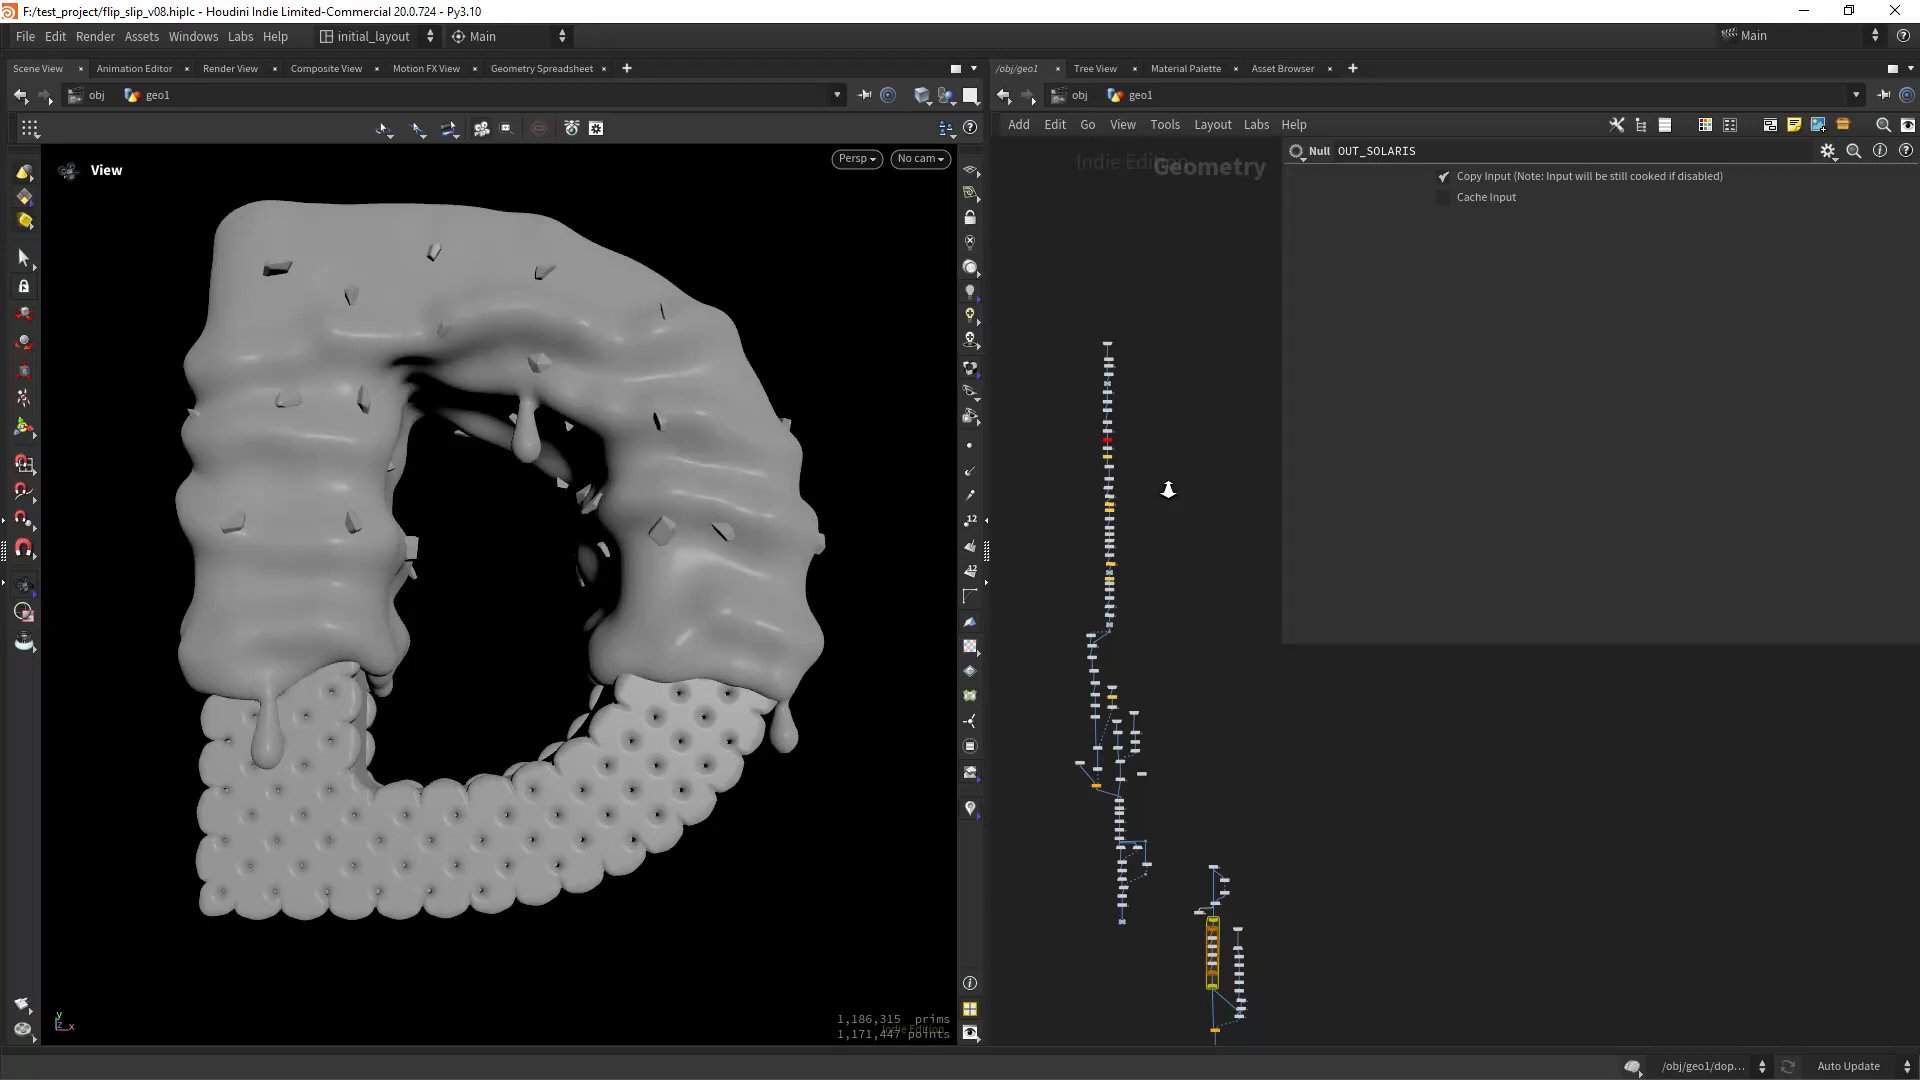 F:/test_project/flip_slip_v08.hiplc - Houdini Indie Limited-Commercial 20.0.724 - Py3.10
File Edit Render Assets Windows Labs Help
initial_layout
Main
Main
Scene View
Animation Editor
Render View
Composite View
Motion FX View
Geometry Spreadsheet
/obj/geo1
Tree View
Material Palette
Asset Browser
obj
geo1
obj
geo1
Add Edit Go View Tools Layout Labs Help
View
Persp
No cam
Indie Edition
Geometry
Null OUT_SOLARIS
Copy Input (Note: Input will be still cooked if disabled)
Cache Input
12
12
1,186,315 prims
1,171,447 points
Indie Edition
y
z x
/obj/geo1/dop...
Auto Update